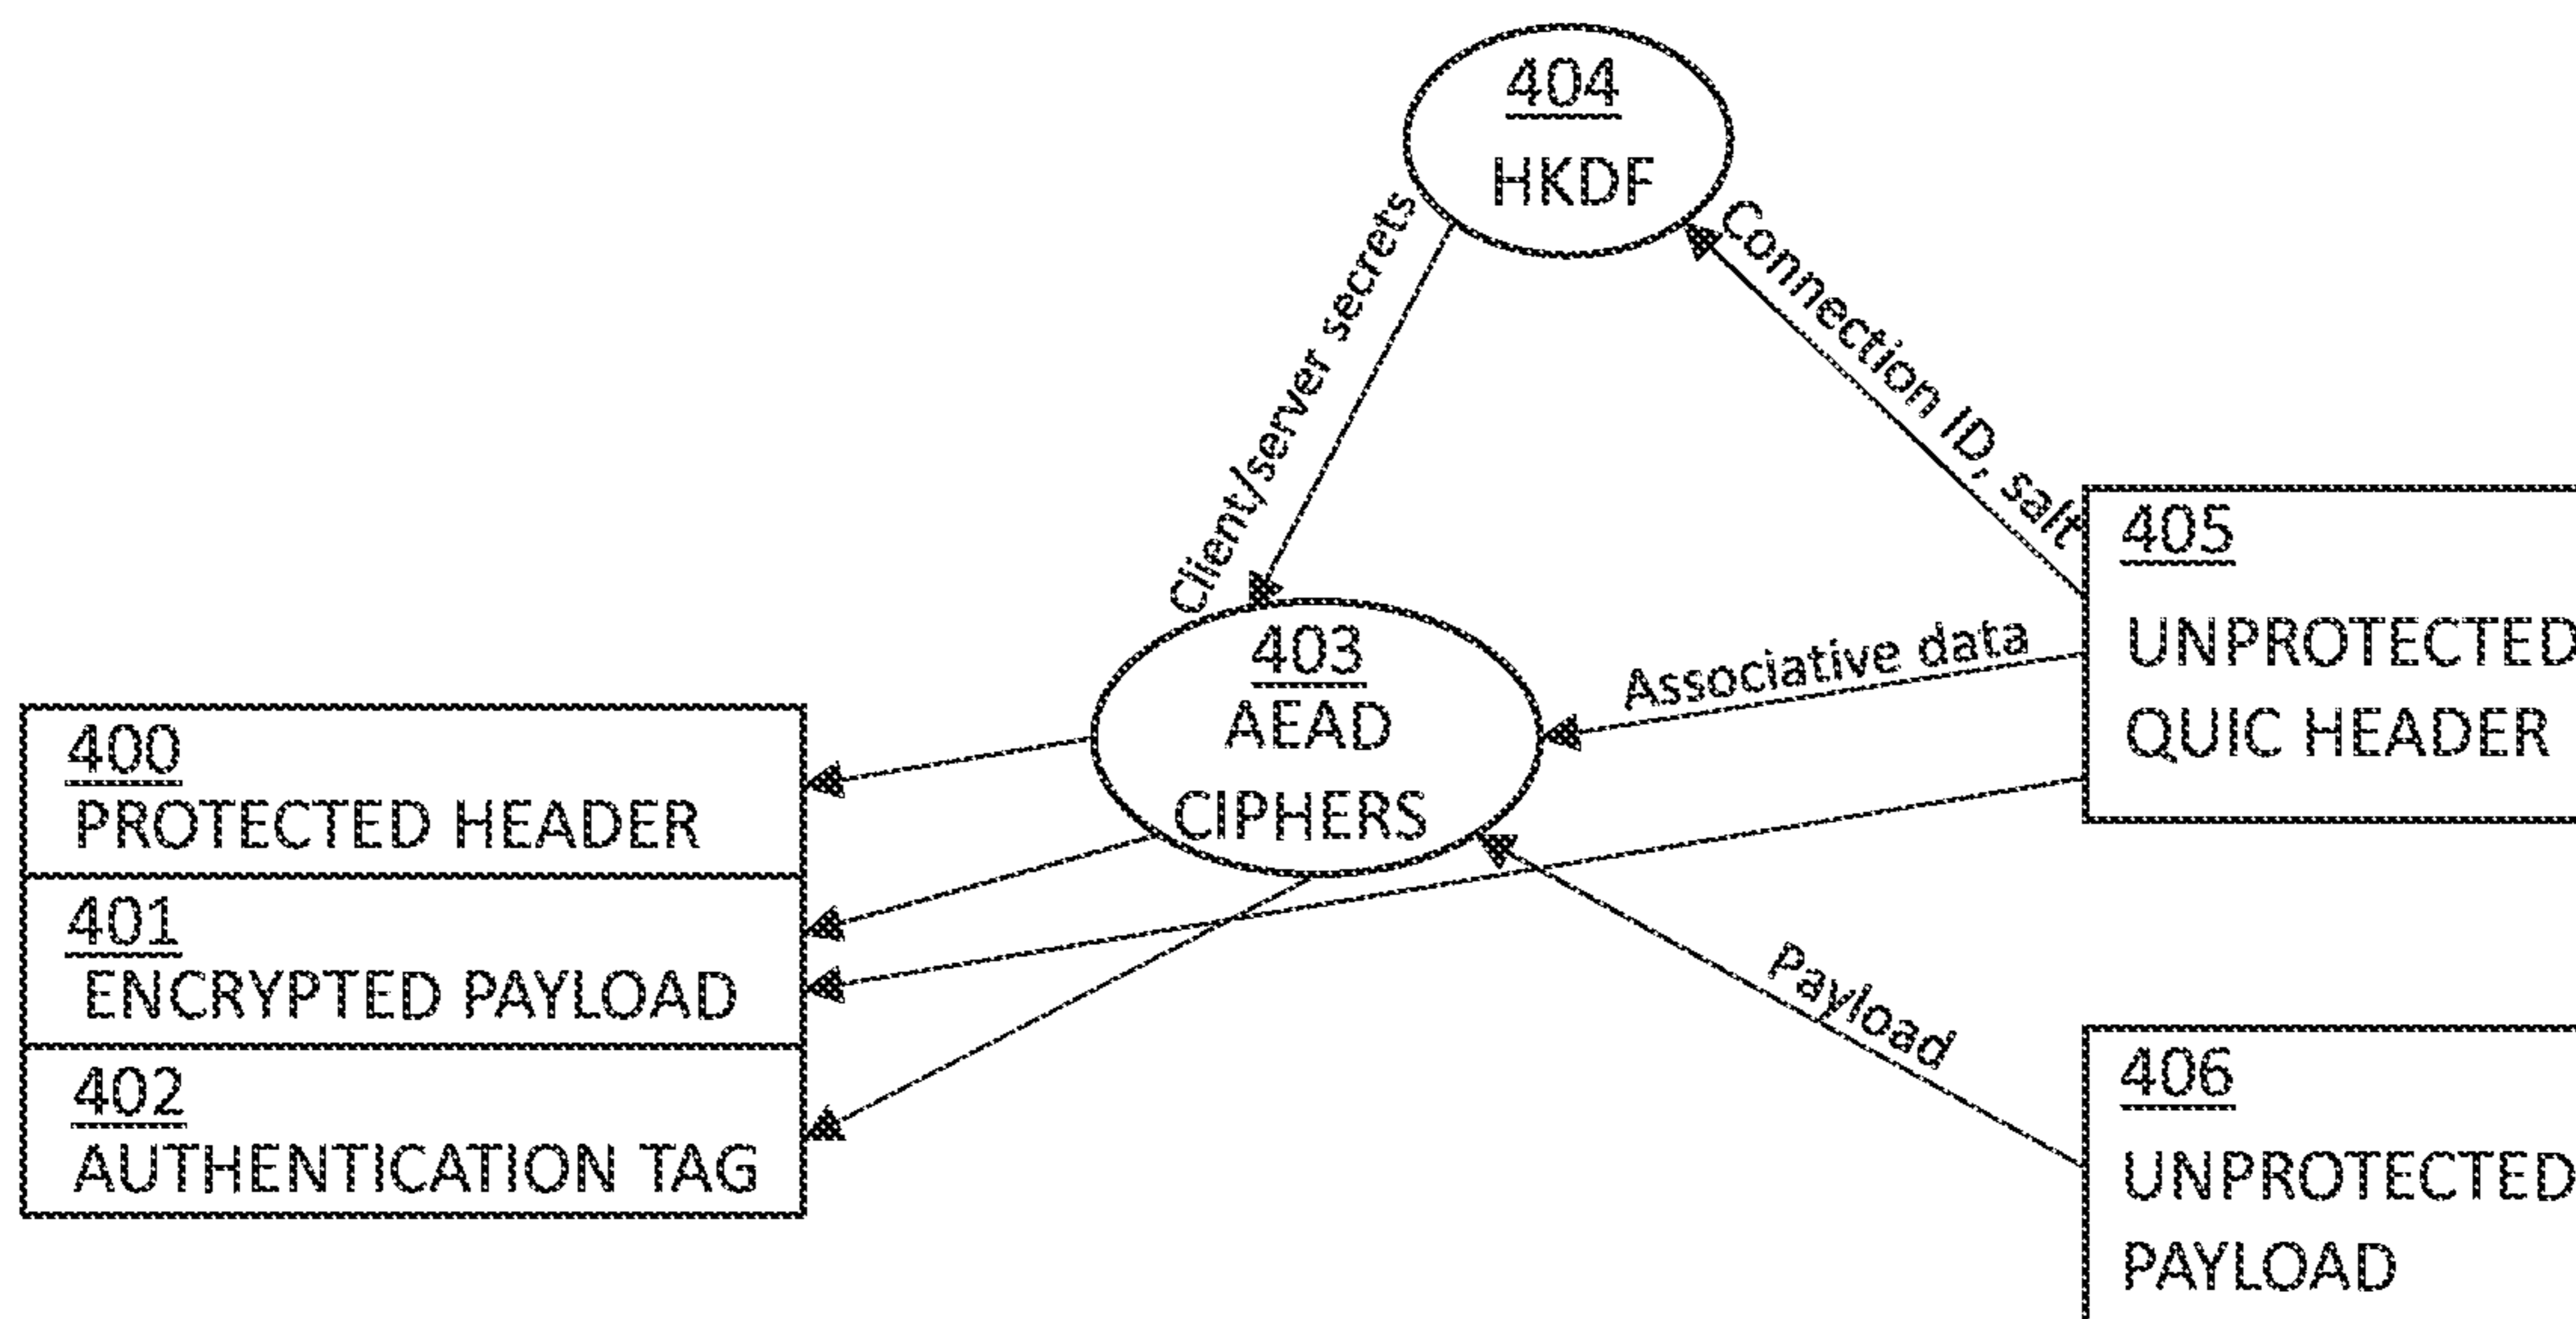 404
HKDF
Client/server secrets
Connection ID, salt
405
UNPROTECTED
QUIC HEADER
403
AEAD
CIPHERS
Associative data
400
PROTECTED HEADER
401
ENCRYPTED PAYLOAD
402
AUTHENTICATION TAG
Payload
406
UNPROTECTED
PAYLOAD